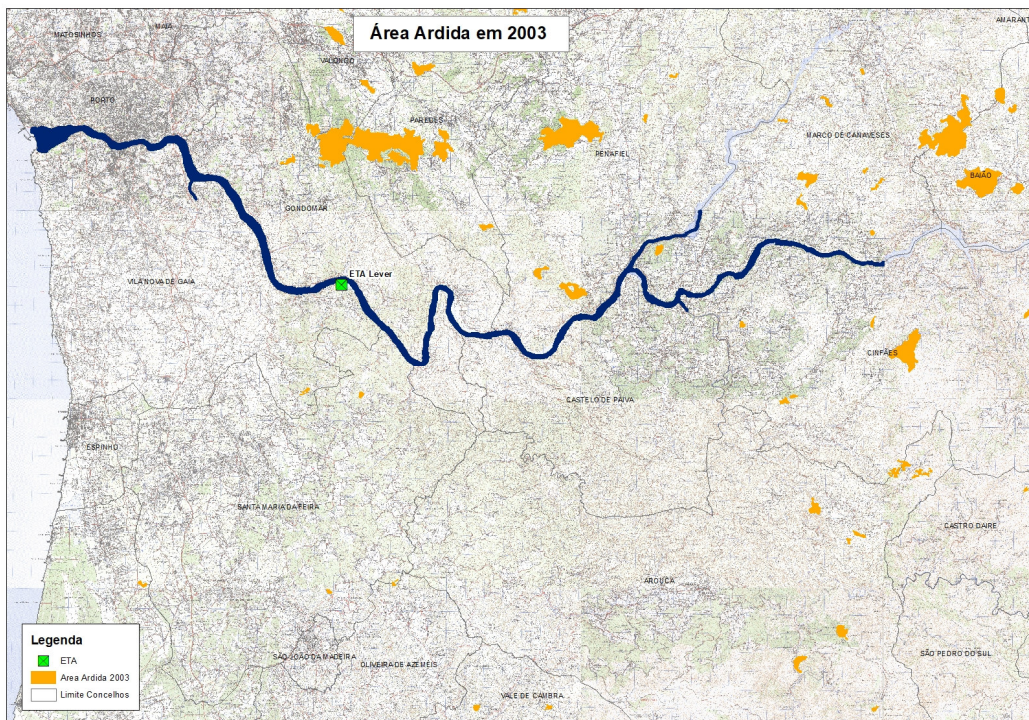 Área Ardida em 2003
AMARANT
MATOSINHOS
MAIA
VALONGO
PORTO
PAREDES
MARCO DE CANAVESES
PENAFIEL
BAIÃO
GONDOMAR
ETA Lever
VILA NOVA DE GAIA
CINFÃES
CASTELO DE PAIVA
ESPINHO
SANTA MARIA DA FEIRA
CASTRO DAIRE
AROUCA
SÃO JOÃO DA MADEIRA
OLIVEIRA DE AZEMÉIS
SÃO PEDRO DO SUL
VALE DE CAMBRA
Legenda
ETA
Area Ardida 2003
Limite Concelhos